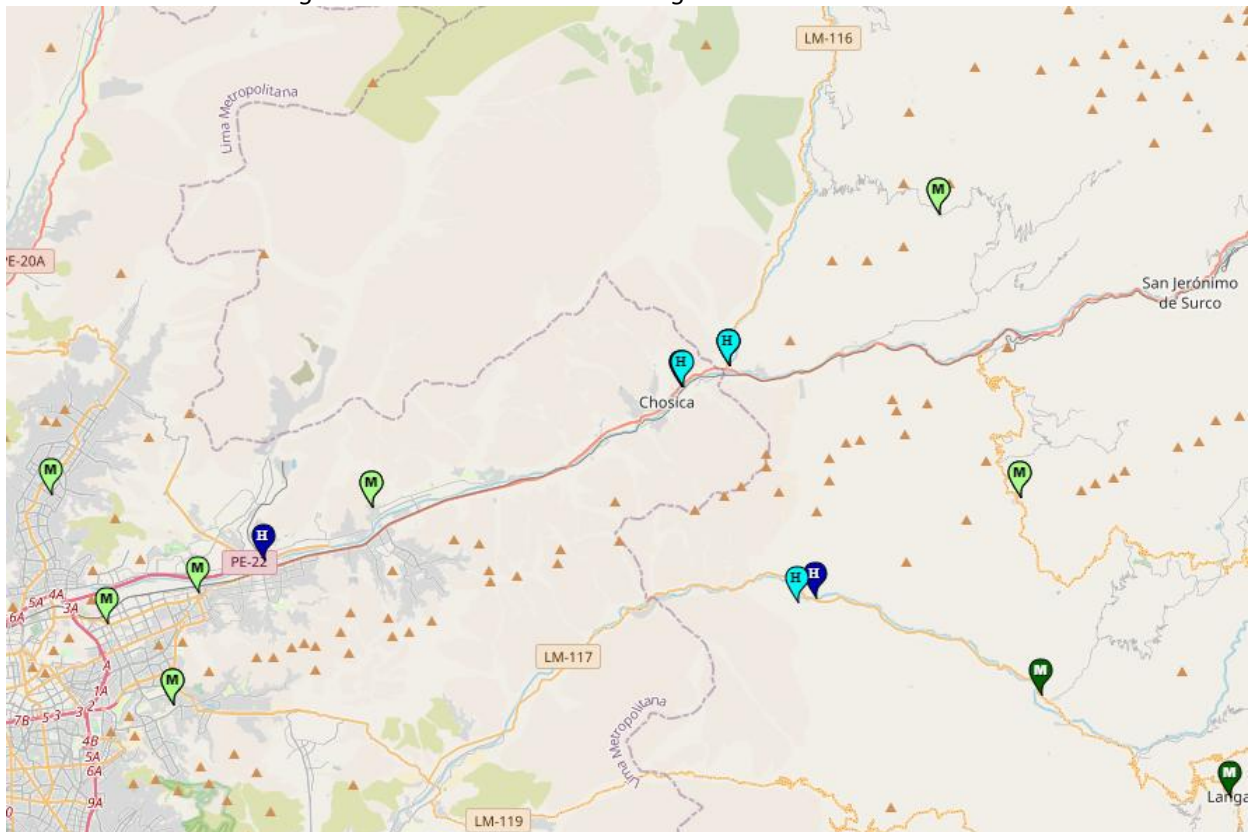 LM-116
Lima Metropolitana
M
PE-20A
San Jerónimo
de Surco
H
H
Chosica
M
M
M
H
PE-22
M
H
H
M
5A 4A
3A
6A
M
A
LM-117
M
M
1A
2
7B 5 3 3
4B
5A
6A
Lima Metropolitana
M
Langa
9A
LM-119